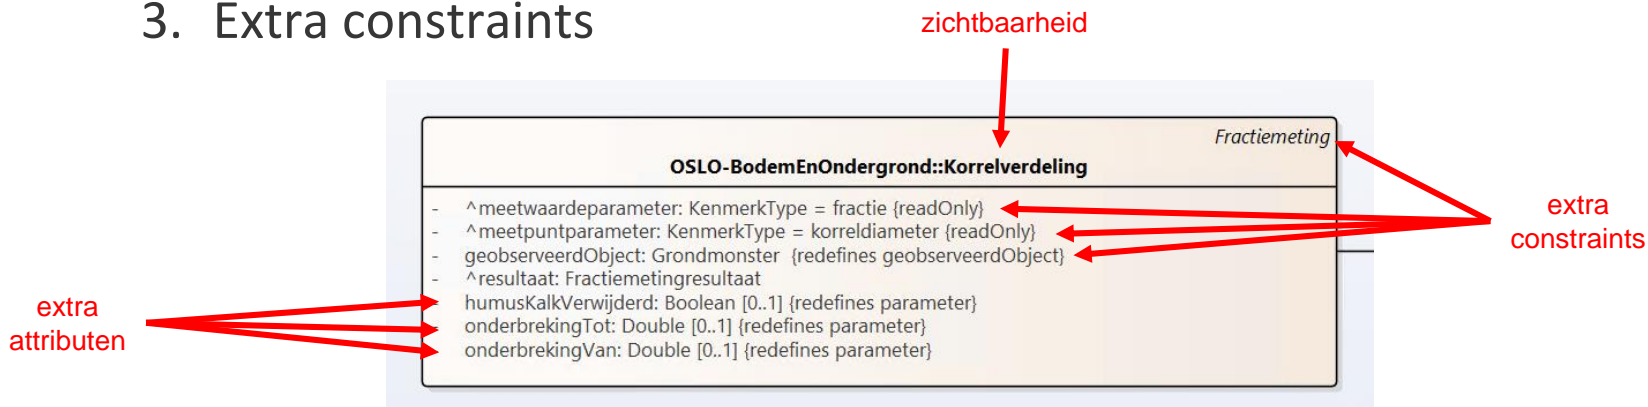 3. Extra constraints
zichtbaarheid
Fractiemeting
OSLO-BodemEnOndergrond::Korrelverdeling
- ^meetwaardeparameter: KenmerkType = fractie {readOnly}
- ^meetpuntparameter: KenmerkType = korreldiameter {readOnly}
- geobserveerdObject: Grondmonster {redefines geobserveerdObject}
- ^resultaat: Fractiemetingresultaat
- humusKalkVerwijderd: Boolean [0..1] {redefines parameter}
- onderbrekingTot: Double [0..1] {redefines parameter}
- onderbrekingVan: Double [0..1] {redefines parameter}
extra
attributen
extra
constraints